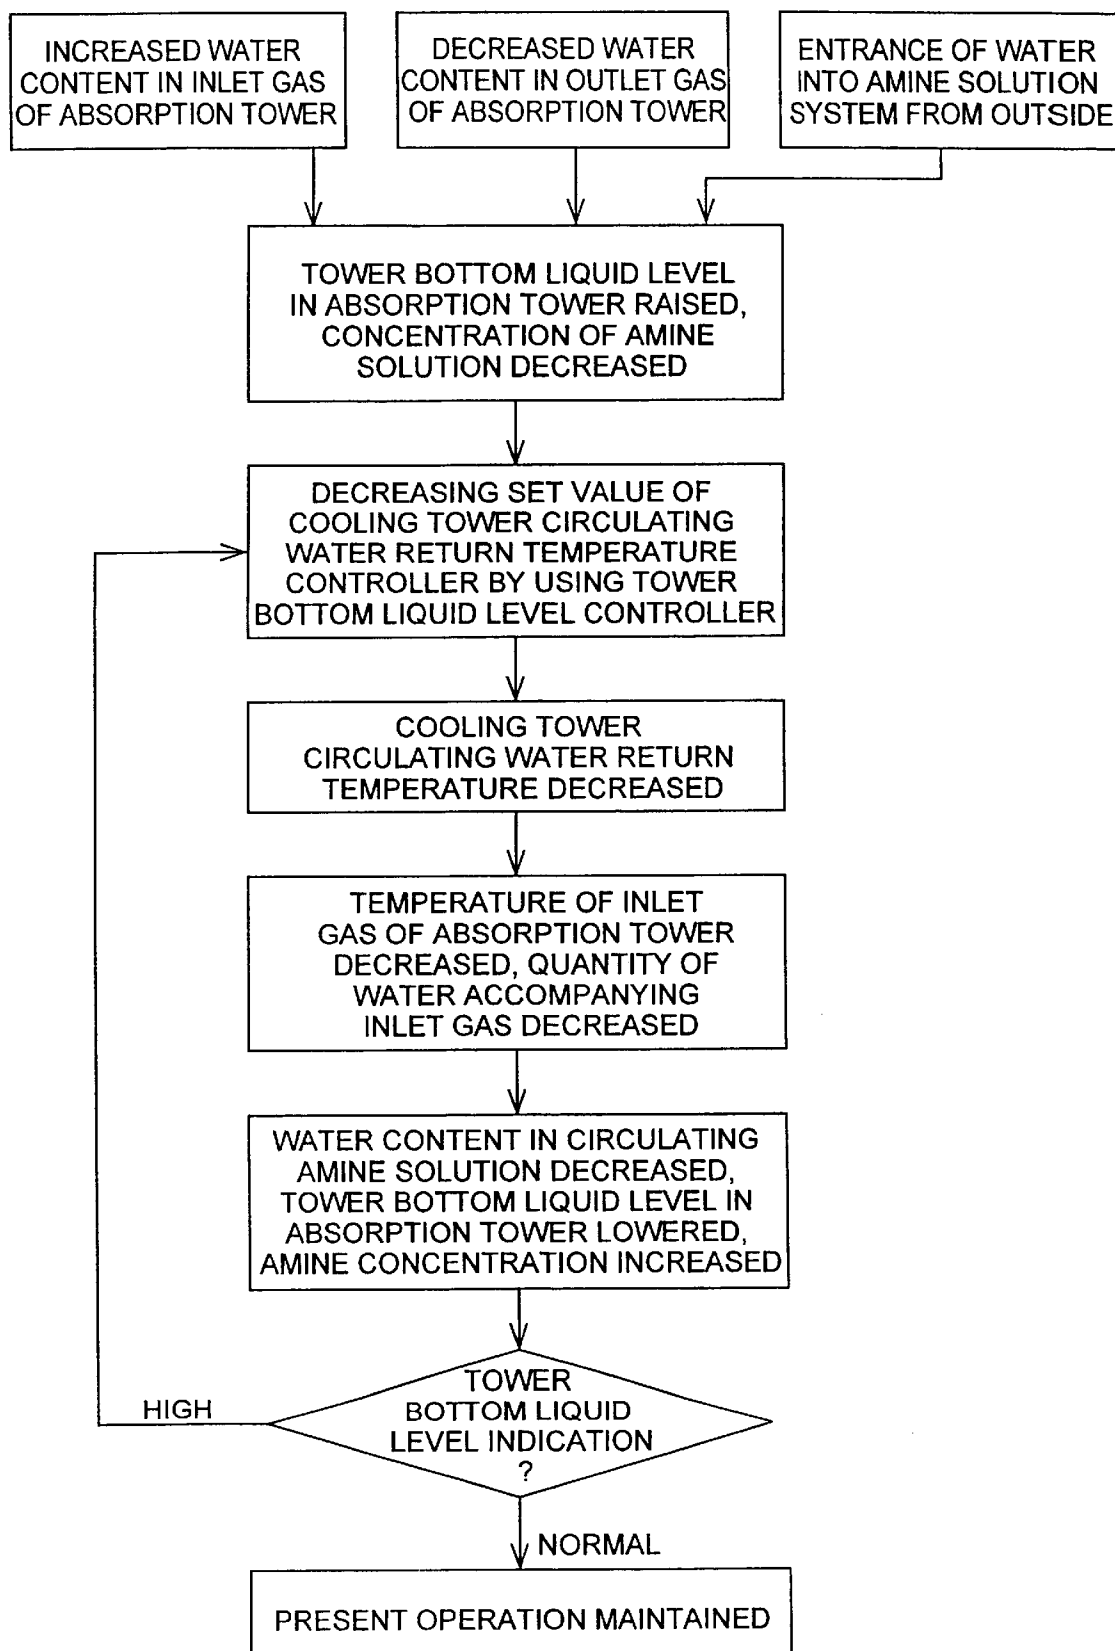 INCREASED WATER
CONTENT IN INLET GAS
OF ABSORPTION TOWER
DECREASED WATER
CONTENT IN OUTLET GAS
OF ABSORPTION TOWER
ENTRANCE OF WATER
INTO AMINE SOLUTION
SYSTEM FROM OUTSIDE
TOWER BOTTOM LIQUID LEVEL
IN ABSORPTION TOWER RAISED,
CONCENTRATION OF AMINE
SOLUTION DECREASED
DECREASING SET VALUE OF
COOLING TOWER CIRCULATING
WATER RETURN TEMPERATURE
CONTROLLER BY USING TOWER
BOTTOM LIQUID LEVEL CONTROLLER
COOLING TOWER
CIRCULATING WATER RETURN
TEMPERATURE DECREASED
TEMPERATURE OF INLET
GAS OF ABSORPTION TOWER
DECREASED, QUANTITY OF
WATER ACCOMPANYING
INLET GAS DECREASED
WATER CONTENT IN CIRCULATING
AMINE SOLUTION DECREASED,
TOWER BOTTOM LIQUID LEVEL IN
ABSORPTION TOWER LOWERED,
AMINE CONCENTRATION INCREASED
HIGH
TOWER
BOTTOM LIQUID
LEVEL INDICATION
?
NORMAL
PRESENT OPERATION MAINTAINED